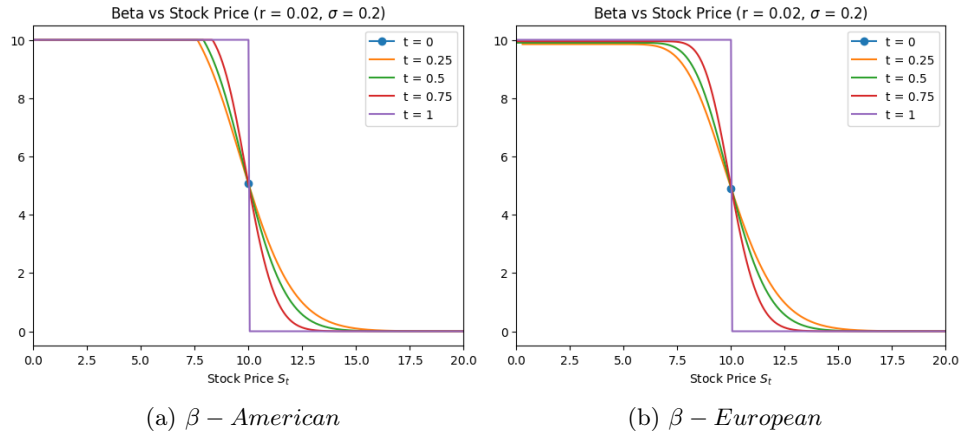 Beta vs Stock Price (r = 0.02, σ = 0.2)
10
8
6
4
2
0
0.0 2.5 5.0 7.5 10.0 12.5 15.0 17.5 20.0
Stock Price S_t
t = 0
t = 0.25
t = 0.5
t = 0.75
t = 1
(a) β − American
Beta vs Stock Price (r = 0.02, σ = 0.2)
10
8
6
4
2
0
0.0 2.5 5.0 7.5 10.0 12.5 15.0 17.5 20.0
Stock Price S_t
t = 0
t = 0.25
t = 0.5
t = 0.75
t = 1
(b) β − European